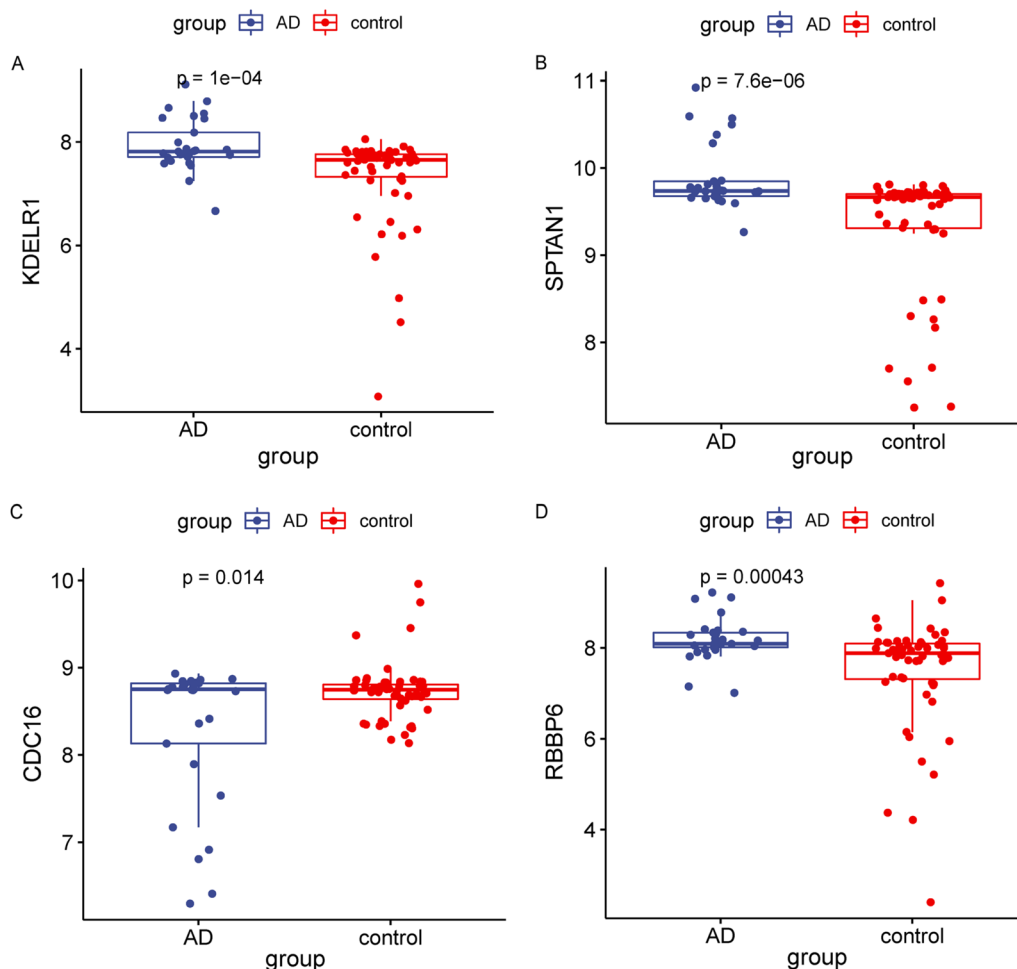 group AD control
group AD control
A
B
p = 1e−04
p = 7.6e−06
KDELR1
8
6
4
SPTAN1
11
10
9
8
AD control
group
AD control
group
C
D
group AD control
group AD control
p = 0.014
p = 0.00043
CDC16
10
9
8
7
RBBP6
8
6
4
AD control
group
AD control
group